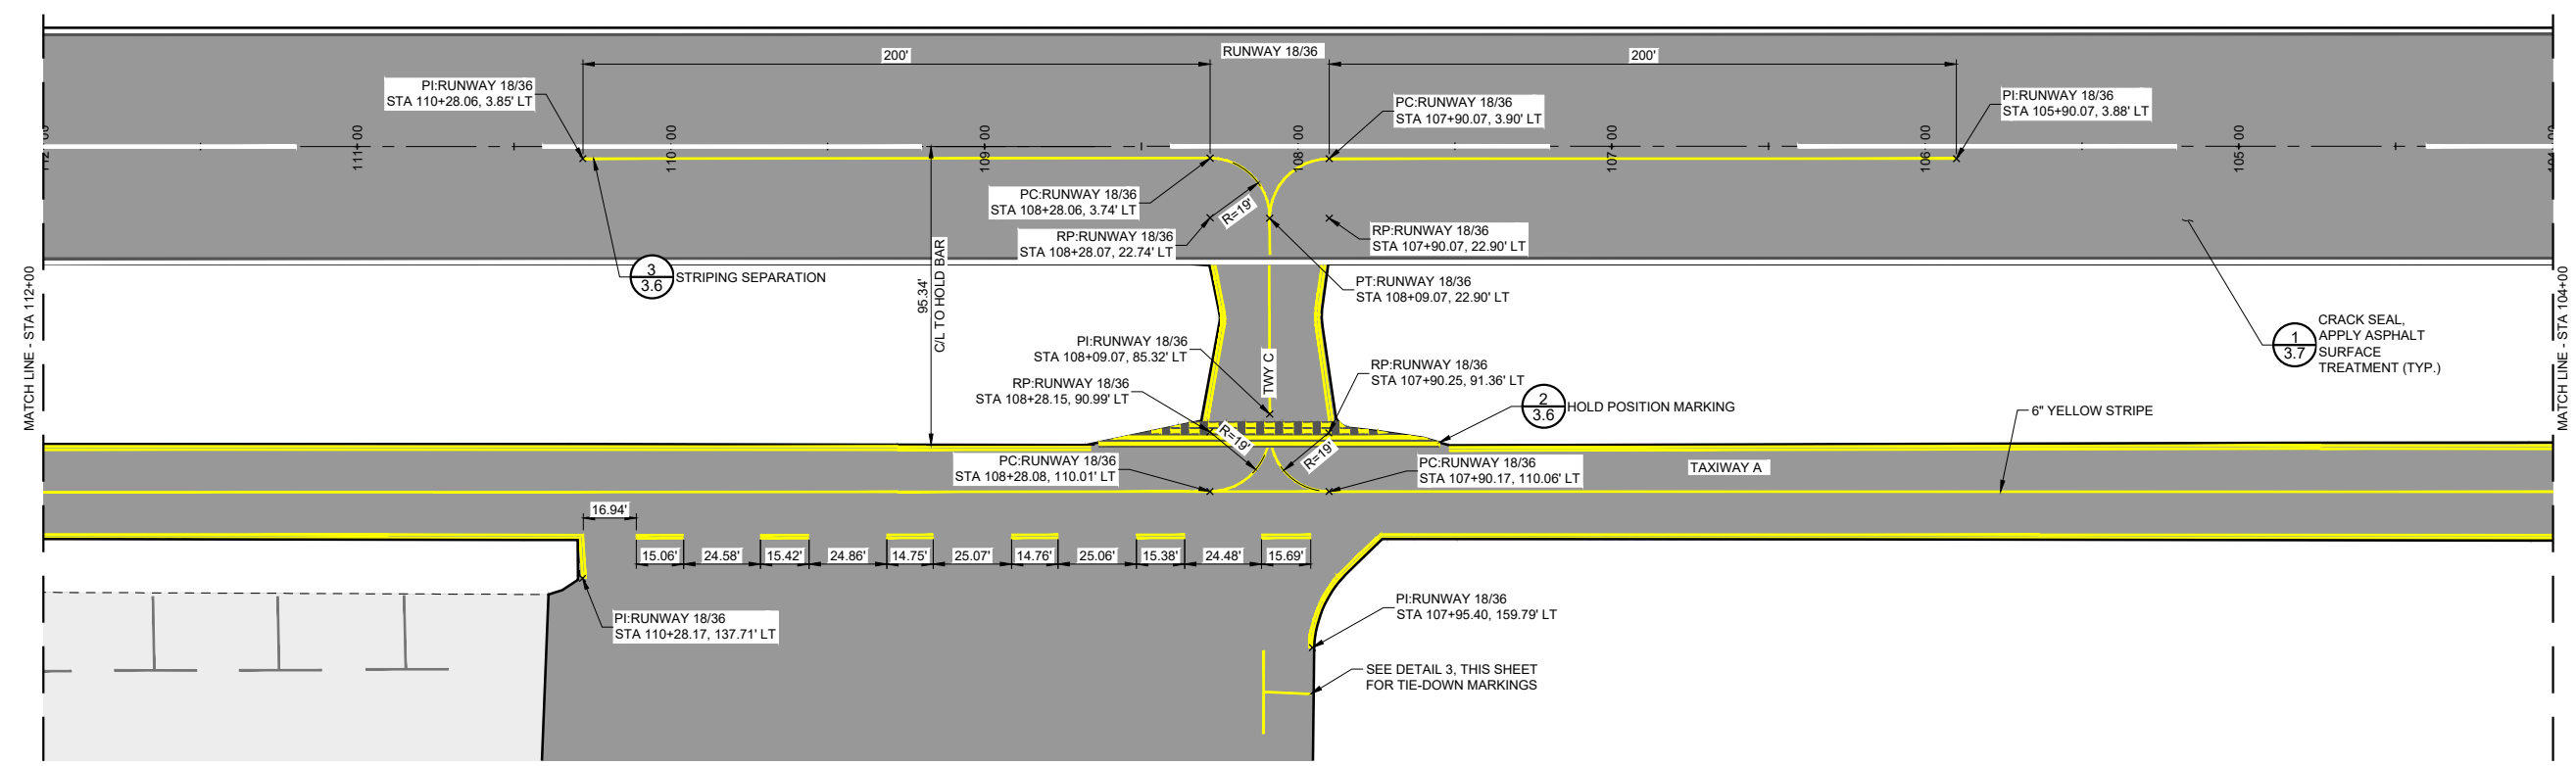 RUNWAY 18/36
200'
200'
PI:RUNWAY 18/36
STA 110+28.06, 3.85' LT
PC:RUNWAY 18/36
STA 107+90.07, 3.90' LT
PI:RUNWAY 18/36
STA 105+90.07, 3.88' LT
111+00
110+00
109+00
108+00
107+00
106+00
105+00
PC:RUNWAY 18/36
STA 108+28.06, 3.74' LT
R=19'
RP:RUNWAY 18/36
STA 108+28.07, 22.74' LT
RP:RUNWAY 18/36
STA 107+90.07, 22.90' LT
3
3.6
STRIPING SEPARATION
95.34'
C/L TO HOLD BAR
PT:RUNWAY 18/36
STA 108+09.07, 22.90' LT
MATCH LINE - STA 112+00
MATCH LINE - STA 104+00
PI:RUNWAY 18/36
STA 108+09.07, 85.32' LT
TWY C
RP:RUNWAY 18/36
STA 107+90.25, 91.36' LT
1
3.7
CRACK SEAL,
APPLY ASPHALT
SURFACE
TREATMENT (TYP.)
RP:RUNWAY 18/36
STA 108+28.15, 90.99' LT
2
3.6
HOLD POSITION MARKING
6" YELLOW STRIPE
R=19'
R=19'
PC:RUNWAY 18/36
STA 108+28.08, 110.01' LT
PC:RUNWAY 18/36
STA 107+90.17, 110.06' LT
TAXIWAY A
16.94'
15.06'
24.58'
15.42'
24.86'
14.75'
25.07'
14.76'
25.06'
15.38'
24.48'
15.69'
PI:RUNWAY 18/36
STA 110+28.17, 137.71' LT
PI:RUNWAY 18/36
STA 107+95.40, 159.79' LT
SEE DETAIL 3, THIS SHEET
FOR TIE-DOWN MARKINGS